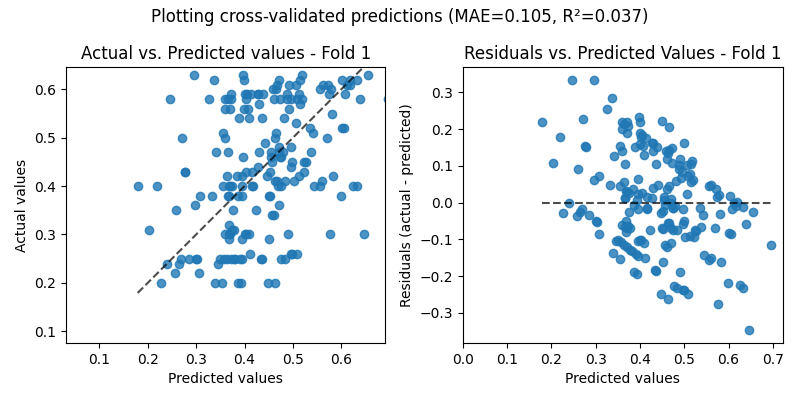 Plotting cross-validated predictions (MAE=0.105, R²=0.037)
Actual vs. Predicted values - Fold 1
Residuals vs. Predicted Values - Fold 1
Actual values
0.6
0.5
0.4
0.3
0.2
0.1
0.1 0.2 0.3 0.4 0.5 0.6
Predicted values
Residuals (actual - predicted)
0.3
0.2
0.1
0.0
−0.1
−0.2
−0.3
0.0 0.1 0.2 0.3 0.4 0.5 0.6 0.7
Predicted values